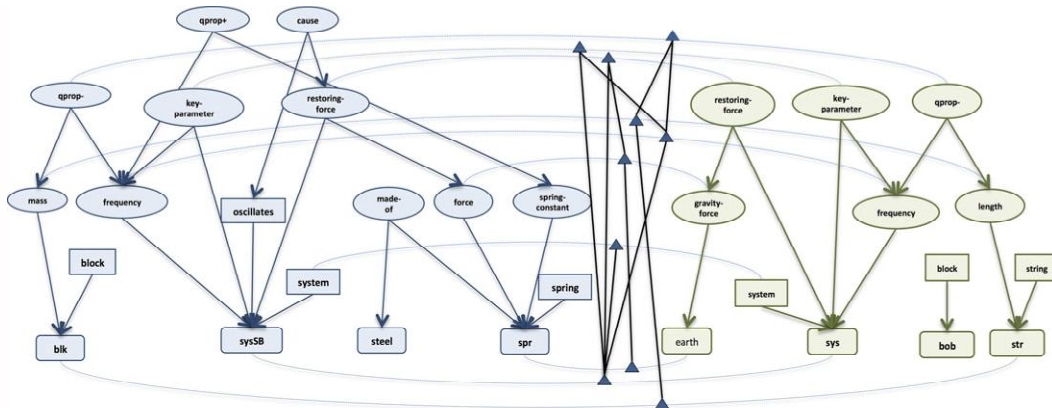 qprop+
cause
qprop-
key-
parameter
restoring-
force
restoring-
force
key-
parameter
qprop-
mass
frequency
oscillates
made-
of
force
spring-
constant
gravity-
force
frequency
length
block
system
spring
system
block
string
blk
sysSB
steel
spr
earth
sys
bob
str